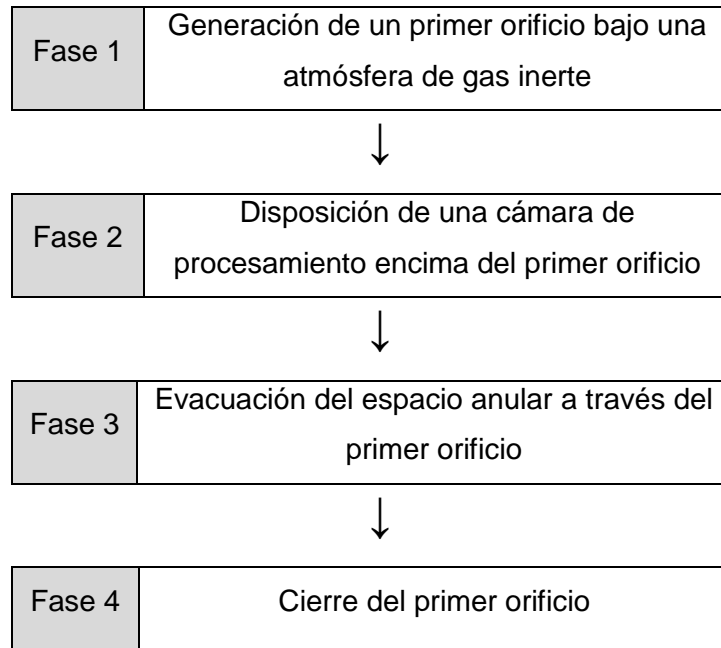 Fase 1
Generación de un primer orificio bajo una
atmósfera de gas inerte
↓
Fase 2
Disposición de una cámara de
procesamiento encima del primer orificio
↓
Fase 3
Evacuación del espacio anular a través del
primer orificio
↓
Fase 4
Cierre del primer orificio